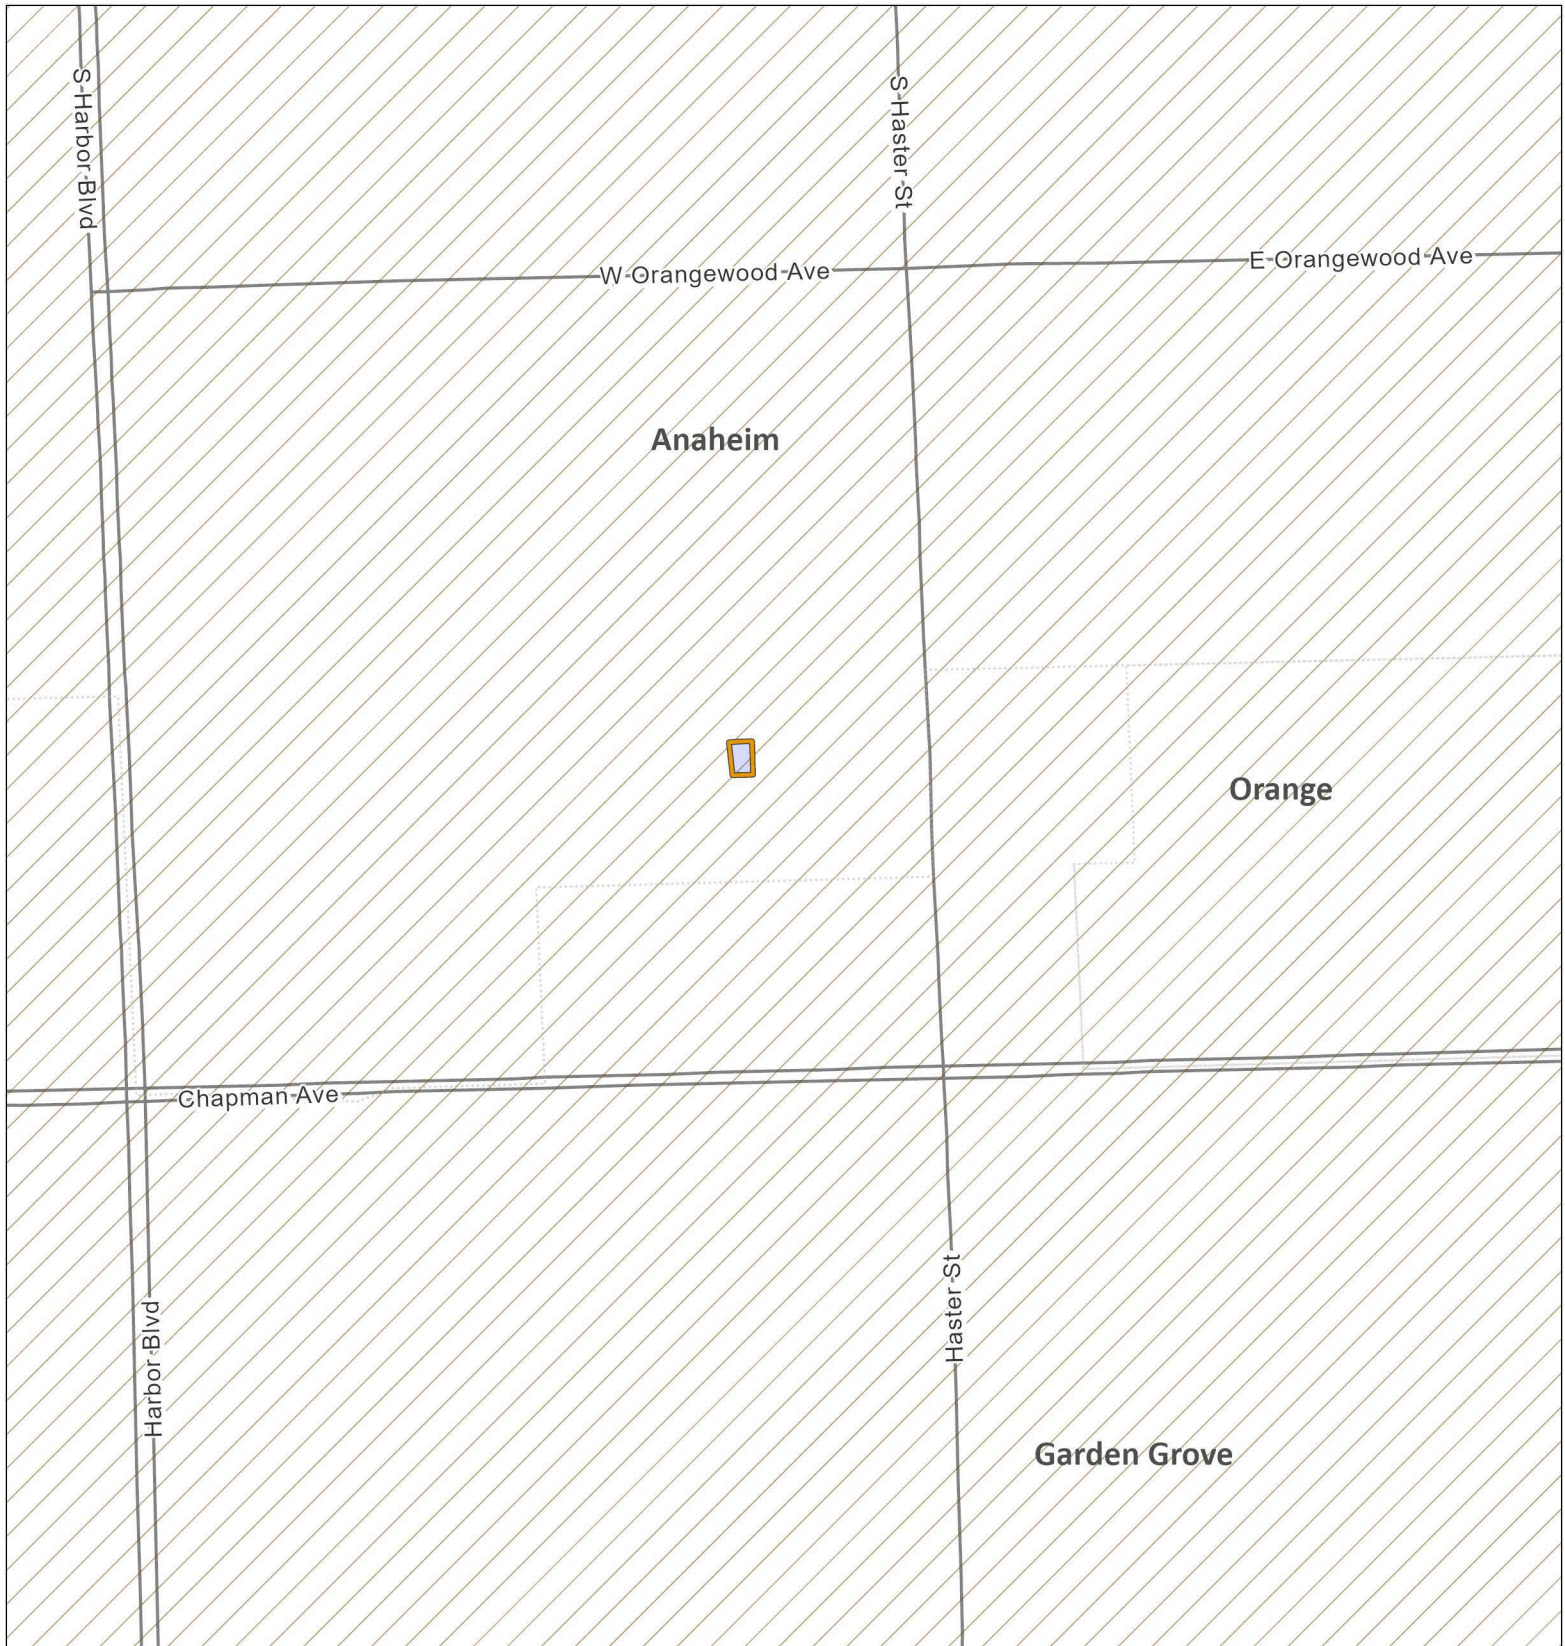 S Harbor Blvd
S Haster St
W Orangewood Ave
E Orangewood Ave
Anaheim
Orange
Chapman Ave
Haster St
Harbor Blvd
Garden Grove